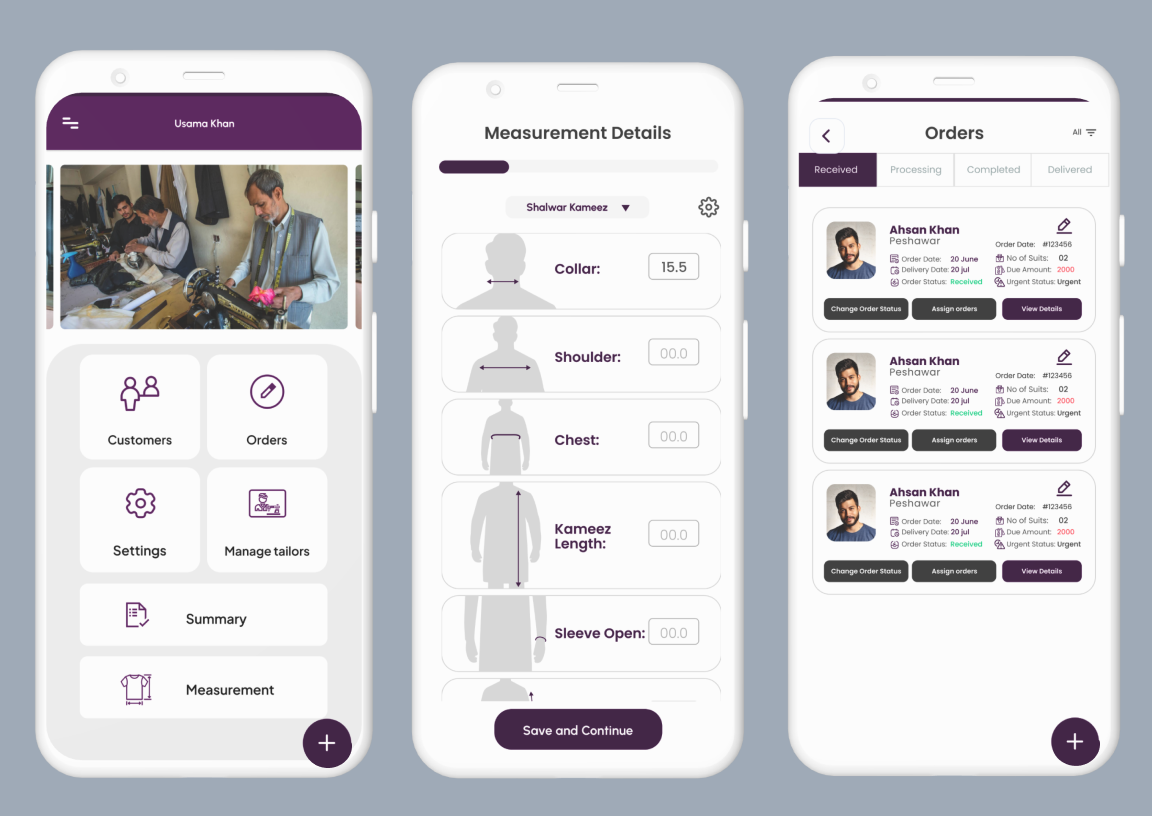 Usama Khan
Customers
Orders
Settings
Manage tailors
Summary
Measurement
+
Measurement Details
Shalwar Kameez
Collar:
15.5
Shoulder:
00.0
Chest:
00.0
Kameez
Length:
00.0
Sleeve Open:
00.0
Save and Continue
Orders
All
Received
Processing
Completed
Delivered
Ahsan Khan
Peshawar
Order Date: #123456
Order Date: 20 June
No of Suits: 02
Delivery Date: 20 jul
Due Amount: 2000
Order Status: Received
Urgent Status: Urgent
Change Order Status
Assign orders
View Details
Ahsan Khan
Peshawar
Order Date: #123456
Order Date: 20 June
No of Suits: 02
Delivery Date: 20 jul
Due Amount: 2000
Order Status: Received
Urgent Status: Urgent
Change Order Status
Assign orders
View Details
Ahsan Khan
Peshawar
Order Date: #123456
Order Date: 20 June
No of Suits: 02
Delivery Date: 20 jul
Due Amount: 2000
Order Status: Received
Urgent Status: Urgent
Change Order Status
Assign orders
View Details
+